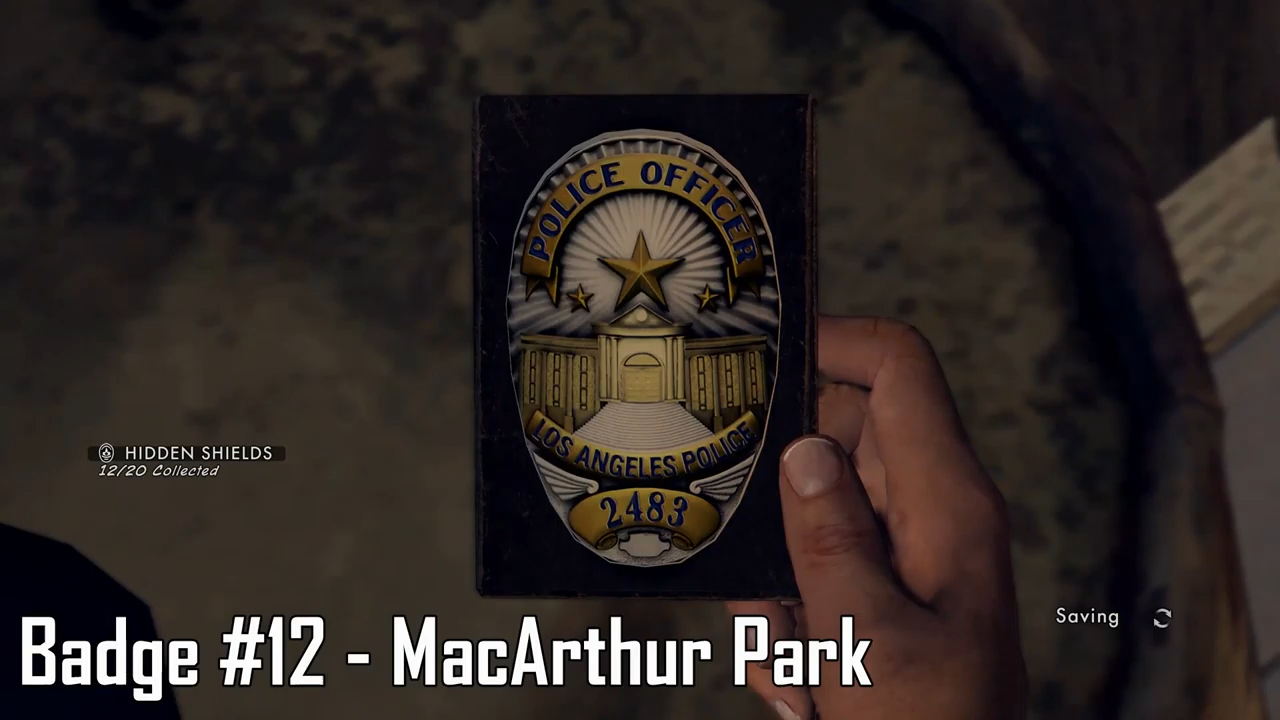 POLICE OFFICER
LOS ANGELES POLICE
2483
HIDDEN SHIELDS
12/20 Collected
Saving
Badge #12 - MacArthur Park